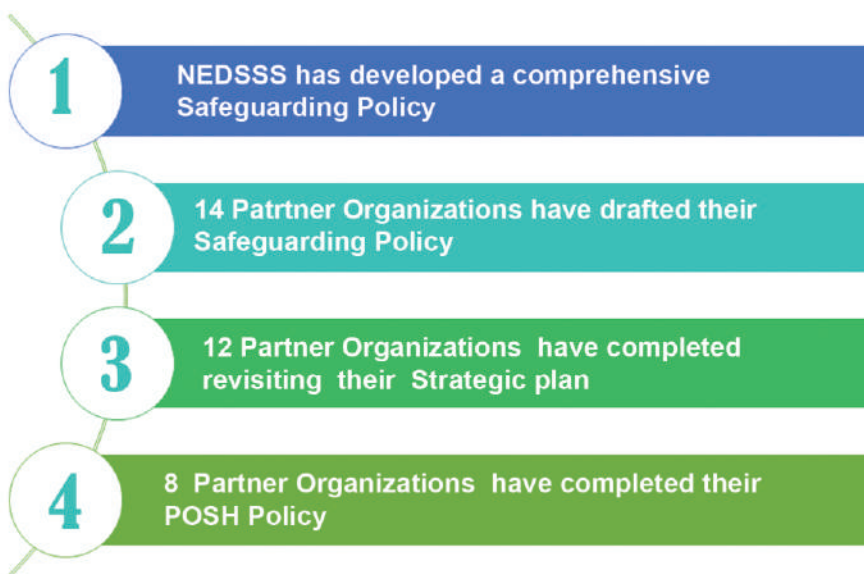 1
NEDSSS has developed a comprehensive
Safeguarding Policy
2
14 Patrtner Organizations have drafted their
Safeguarding Policy
3
12 Partner Organizations have completed
revisiting their Strategic plan
4
8 Partner Organizations have completed their
POSH Policy